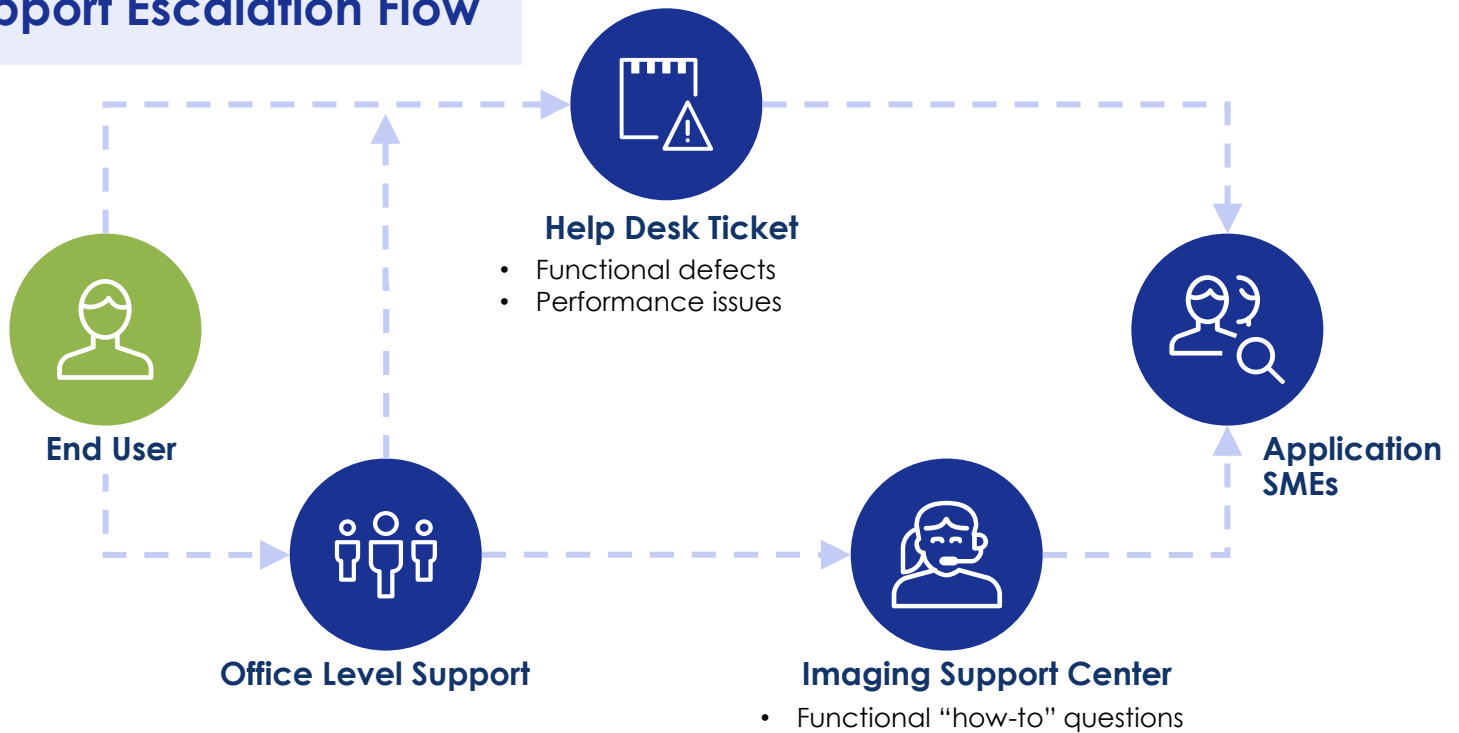 Escalation Flow
Help Desk Ticket
• Functional defects
• Performance issues
End User
Application
SMEs
Office Level Support
Imaging Support Center
• Functional “how-to” questions